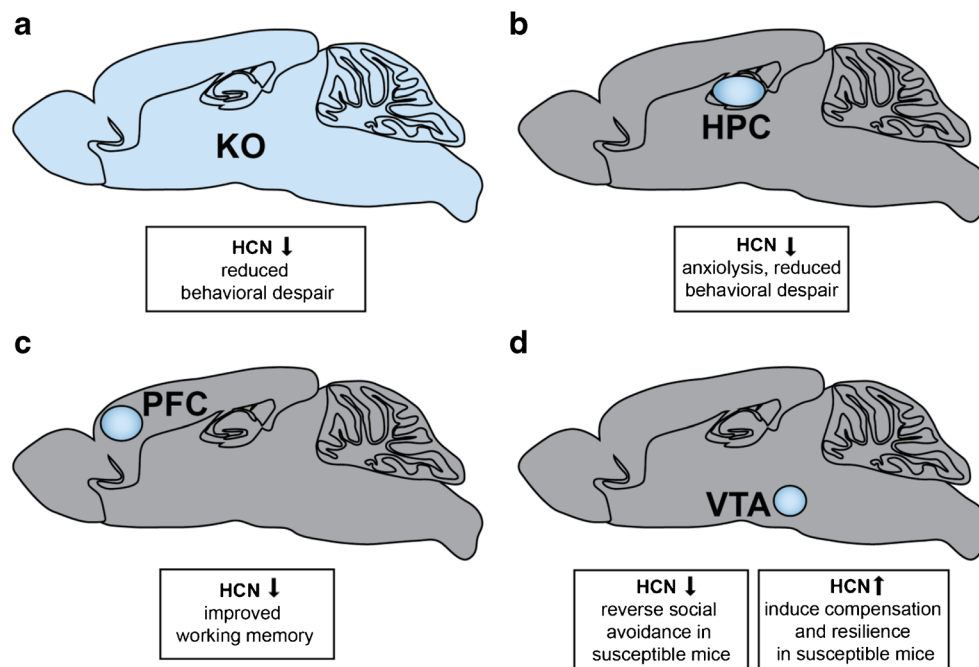 a
KO
HCN ↓
reduced
behavioral despair
b
HPC
HCN ↓
anxiolysis, reduced
behavioral despair
c
PFC
HCN ↓
improved
working memory
d
VTA
HCN ↓
reverse social
avoidance in
susceptible mice
HCN ↑
induce compensation
and resilience
in susceptible mice